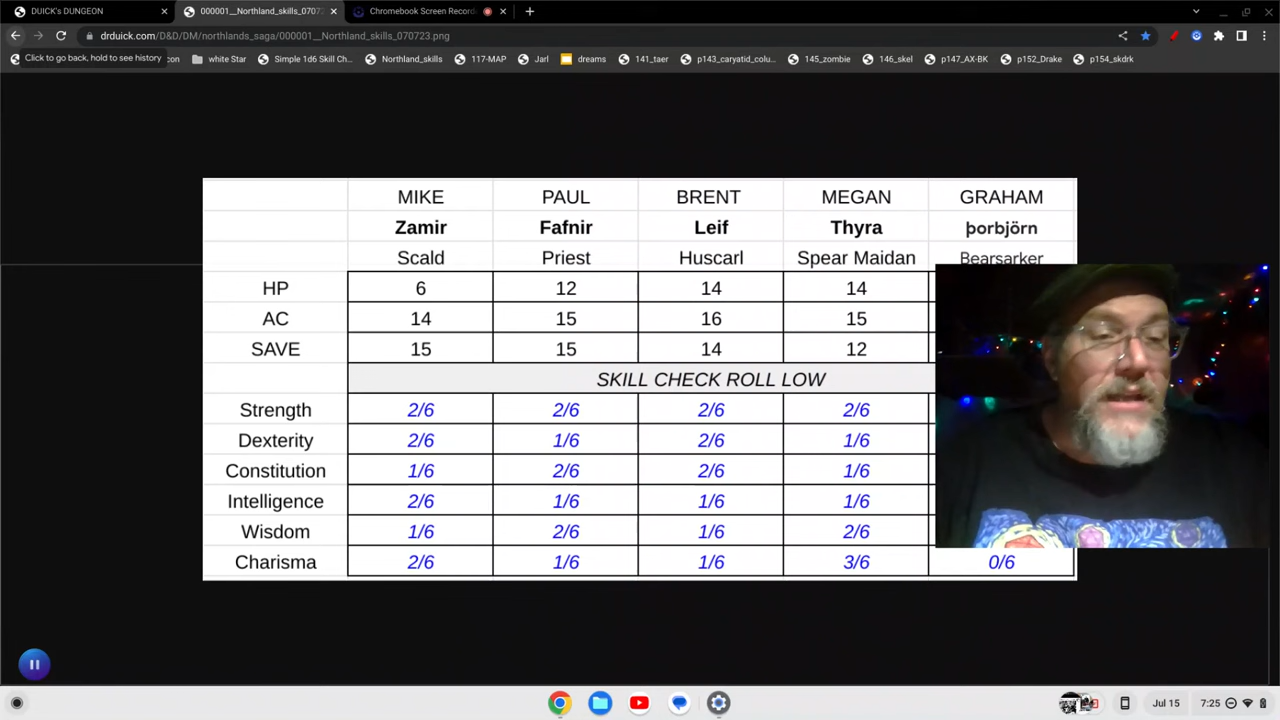 DUICK's DUNGEON
000001__Northland_skills_0707
Chromebook Screen Record
drduick.com/D&D/DM/northlands_saga/000001__Northland_skills_070723.png
Click to go back, hold to see history
con white Star Simple 1d6 Skill Ch... Northland_skills 117-MAP Jarl dreams 141_taer p143_caryatid_colu... 145_zombie 146_skel p147_AX-BK p152_Drake p154_skdrk
MIKE PAUL BRENT MEGAN GRAHAM
Zamir Fafnir Leif Thyra þorbjörn
Scald Priest Huscarl Spear Maidan Bearsarker
HP 6 12 14 14
AC 14 15 16 15
SAVE 15 15 14 12
SKILL CHECK ROLL LOW
Strength 2/6 2/6 2/6 2/6
Dexterity 2/6 1/6 2/6 1/6
Constitution 1/6 2/6 2/6 1/6
Intelligence 2/6 1/6 1/6 1/6
Wisdom 1/6 2/6 1/6 2/6
Charisma 2/6 1/6 1/6 3/6 0/6
Jul 15 7:25